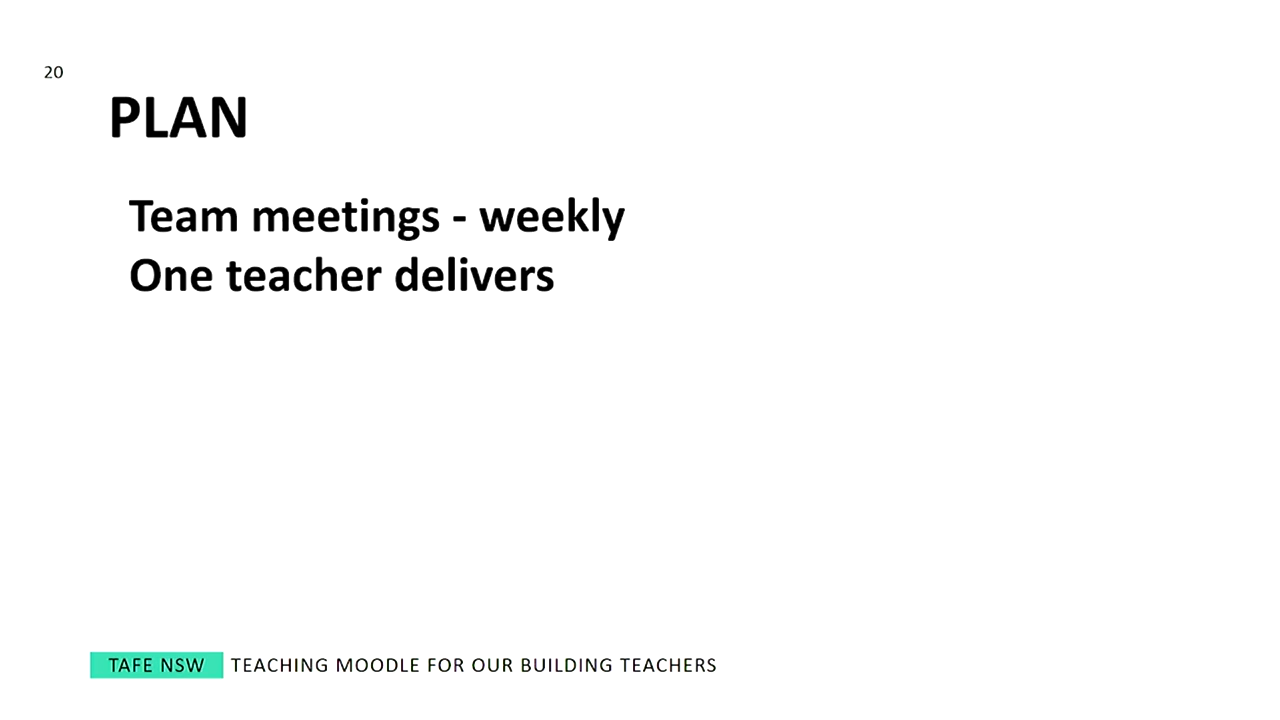 20
PLAN
Team meetings - weekly
One teacher delivers
TAFE NSW TEACHING MOODLE FOR OUR BUILDING TEACHERS